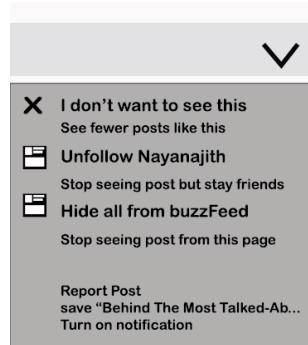 I don't want to see this
See fewer posts like this
Unfollow Nayanajith
Stop seeing post but stay friends
Hide all from buzzFeed
Stop seeing post from this page
Report Post
save “Behind The Most Talked-Ab...
Turn on notification